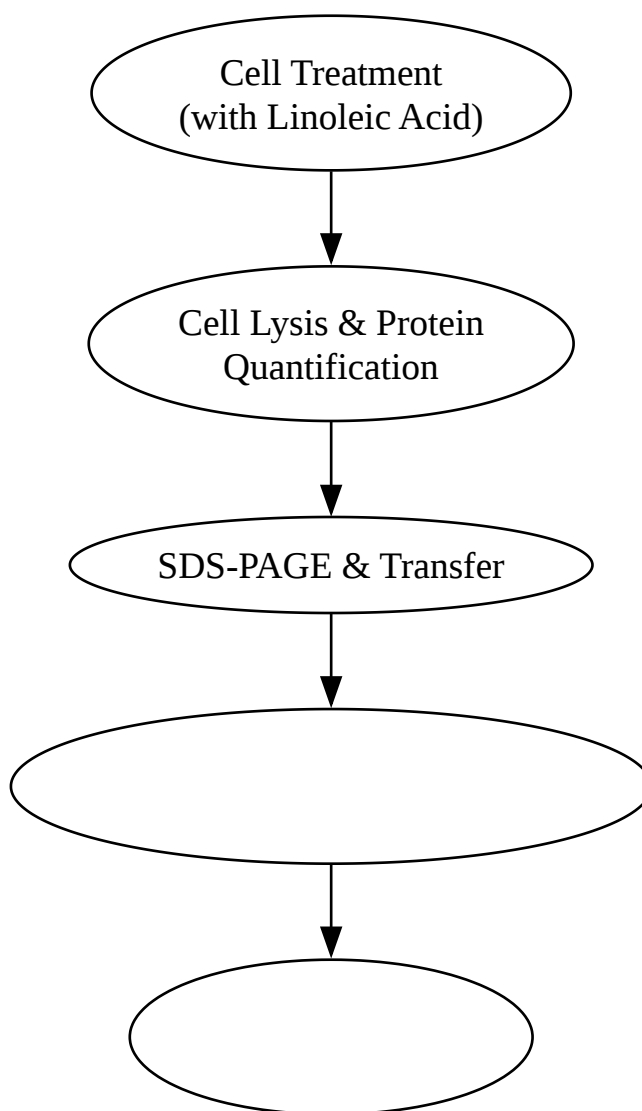 Cell Treatment
(with Linoleic Acid)
Cell Lysis & Protein
Quantification
SDS-PAGE & Transfer